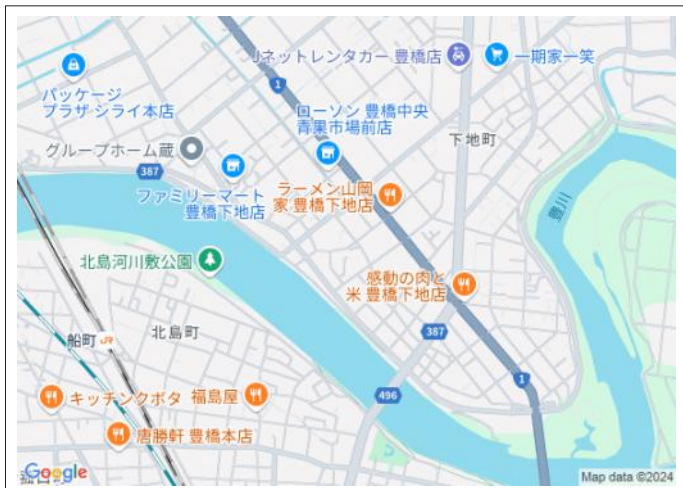 Jネットレンタカー 豊橋店
一期家一笑
1
パッケージ
プラザ シライ本店
ローソン 豊橋中央
青果市場前店
下地町
グループホーム蔵
387
ファミリーマート
豊橋下地店
ラーメン山岡
家 豊橋下地店
豊川
北島河川敷公園
感動の肉と
米 豊橋下地店
北島町
387
船町
JR
1
496
キッチンクボタ
福島屋
唐勝軒 豊橋本店
Google
Map data ©2024